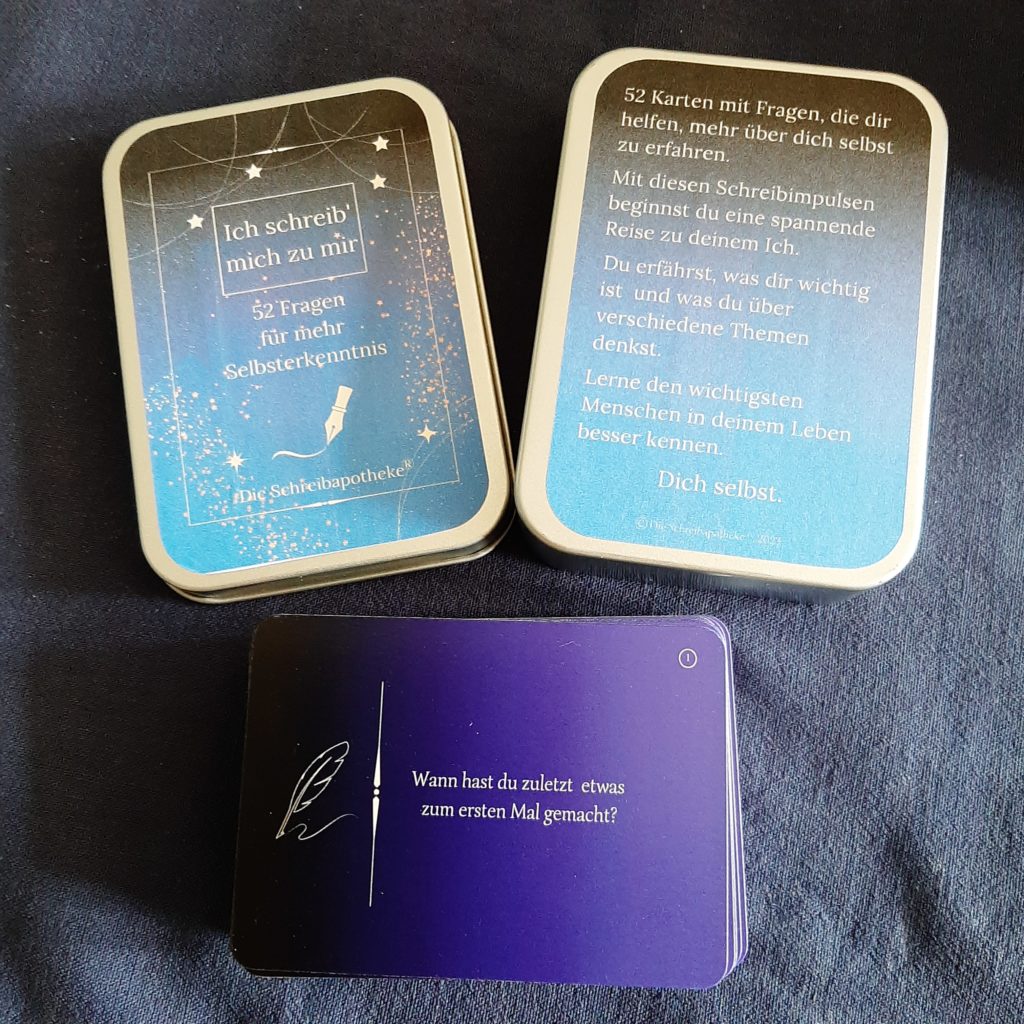 Ich schreib'
mich zu mir
52 Fragen
für mehr
Selbsterkenntnis
Die Schreibapotheke®
52 Karten mit Fragen, die dir
helfen, mehr über dich selbst
zu erfahren.
Mit diesen Schreibimpulsen
beginnst du eine spannende
Reise zu deinem Ich.
Du erfährst, was dir wichtig
ist und was du über
verschiedene Themen
denkst.
Lerne den wichtigsten
Menschen in deinem Leben
besser kennen.
Dich selbst.
© Die Schreibapotheke
1
Wann hast du zuletzt etwas
zum ersten Mal gemacht?